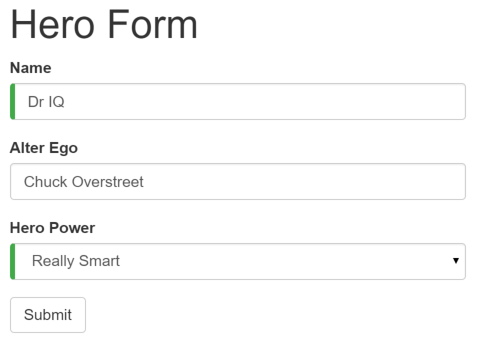 Hero Form
Name
Dr IQ
Alter Ego
Chuck Overstreet
Hero Power
Really Smart
Submit